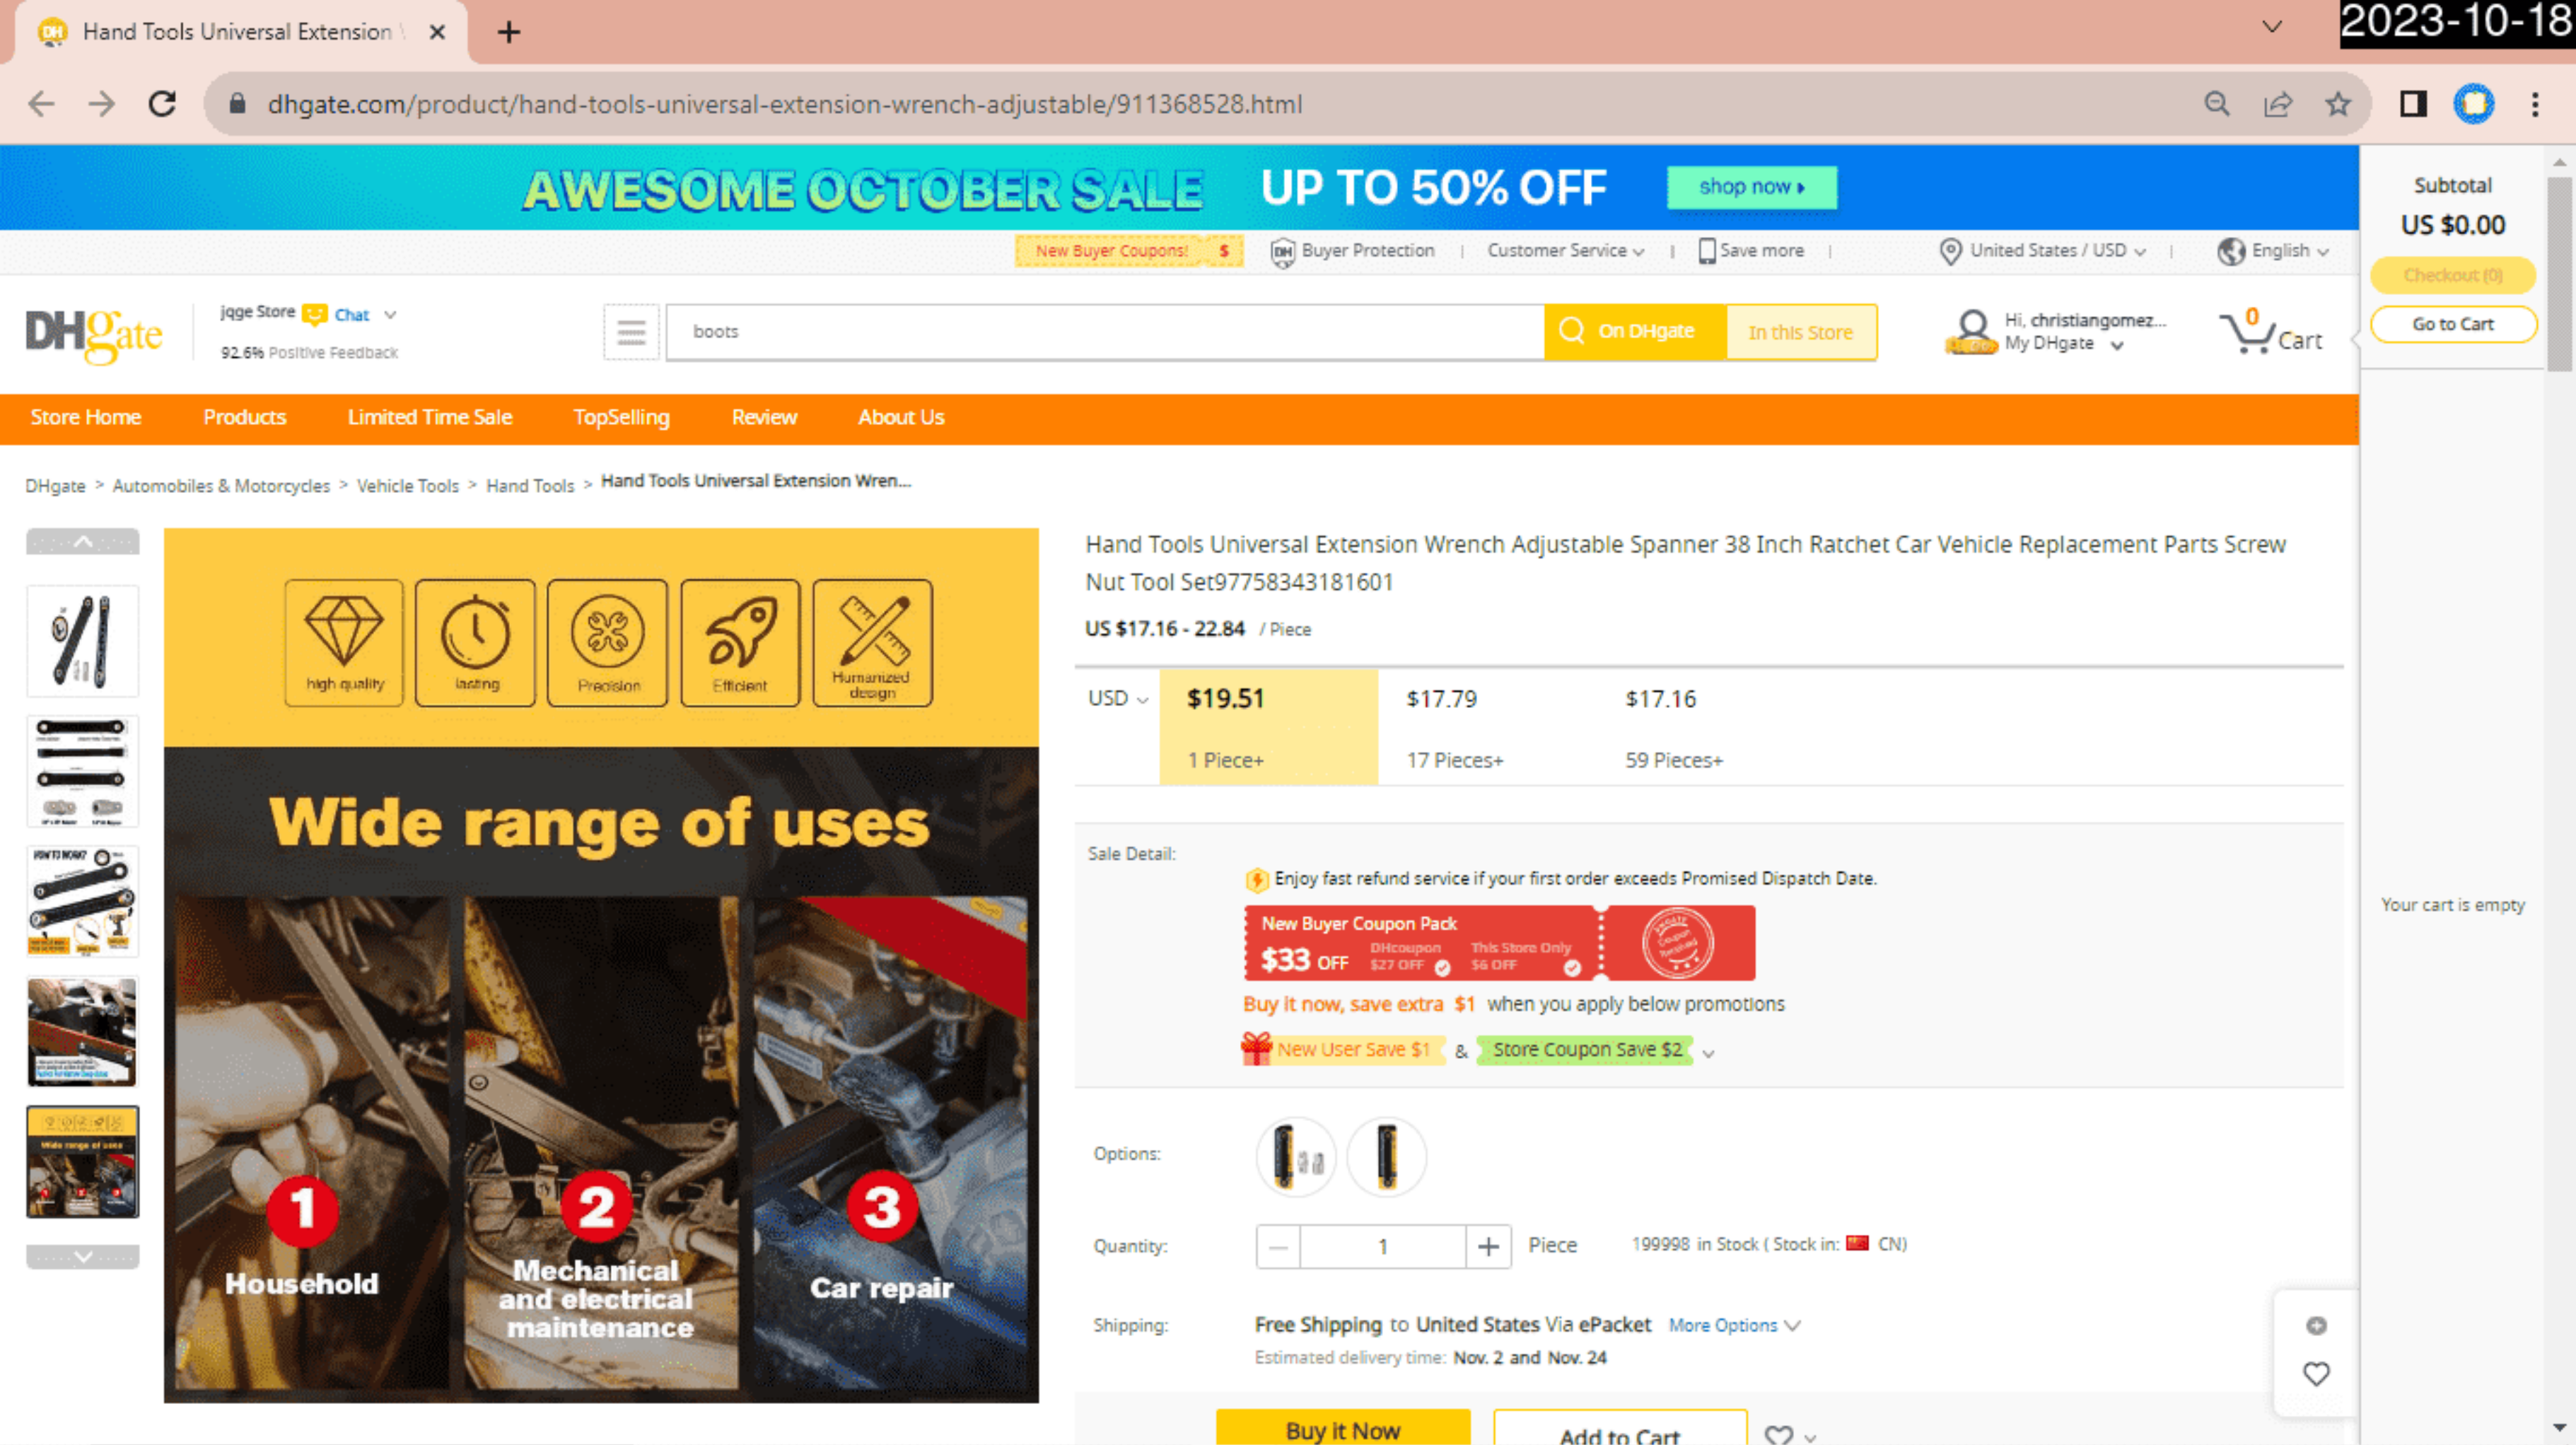 Hand Tools Universal Extension
2023-10-18
dhgate.com/product/hand-tools-universal-extension-wrench-adjustable/911368528.html
AWESOME OCTOBER SALE UP TO 50% OFF shop now
Subtotal
US $0.00
Checkout (0)
Go to Cart
Your cart is empty
New Buyer Coupons! $ DH Buyer Protection | Customer Service | Save more | United States / USD | English
DHgate
jqge Store Chat
92.6% Positive Feedback
boots
On DHgate
In this Store
Hi, christiangomez...
My DHgate
0
Cart
Store Home Products Limited Time Sale TopSelling Review About Us
DHgate > Automobiles & Motorcycles > Vehicle Tools > Hand Tools > Hand Tools Universal Extension Wren...
HOW TO WORK?
Wide range of uses
high quality
lasting
Precision
Efficient
Humanized
design
Wide range of uses
1
Household
2
Mechanical
and electrical
maintenance
3
Car repair
Hand Tools Universal Extension Wrench Adjustable Spanner 38 Inch Ratchet Car Vehicle Replacement Parts Screw
Nut Tool Set97758343181601
US $17.16 - 22.84 / Piece
USD $19.51 $17.79 $17.16
1 Piece+ 17 Pieces+ 59 Pieces+
Sale Detail:
Enjoy fast refund service if your first order exceeds Promised Dispatch Date.
New Buyer Coupon Pack
$33 OFF
DHcoupon
$27 OFF
This Store Only
$6 OFF
DHgate
Coupon
Received
Buy it now, save extra $1 when you apply below promotions
New User Save $1 & Store Coupon Save $2
Options:
Quantity: 1 Piece 199998 in Stock ( Stock in: CN)
Shipping: Free Shipping to United States Via ePacket More Options
Estimated delivery time: Nov. 2 and Nov. 24
Buy it Now
Add to Cart